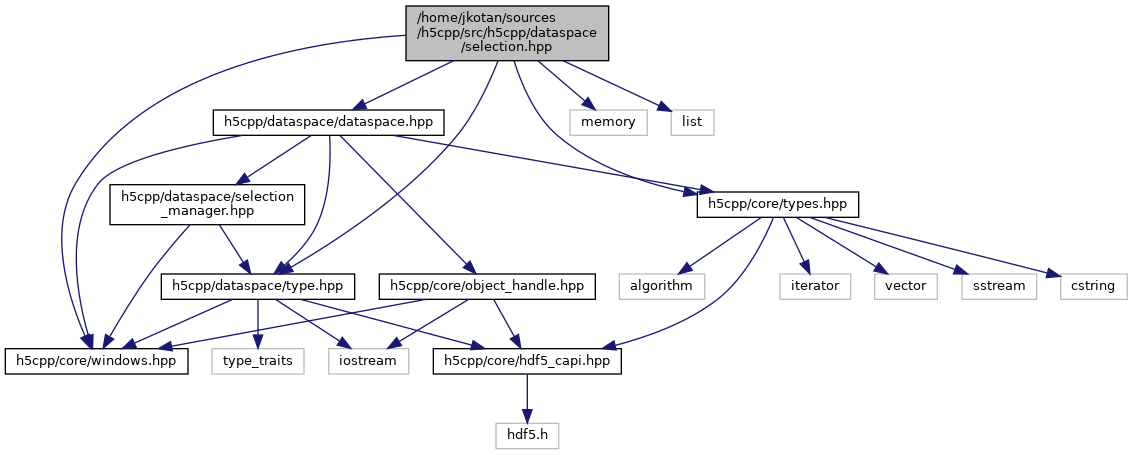 /home/jkotan/sources
/h5cpp/src/h5cpp/dataspace
/selection.hpp
h5cpp/dataspace/dataspace.hpp
memory
list
h5cpp/dataspace/selection
_manager.hpp
h5cpp/core/types.hpp
h5cpp/dataspace/type.hpp
h5cpp/core/object_handle.hpp
algorithm
iterator
vector
sstream
cstring
h5cpp/core/windows.hpp
type_traits
iostream
h5cpp/core/hdf5_capi.hpp
hdf5.h